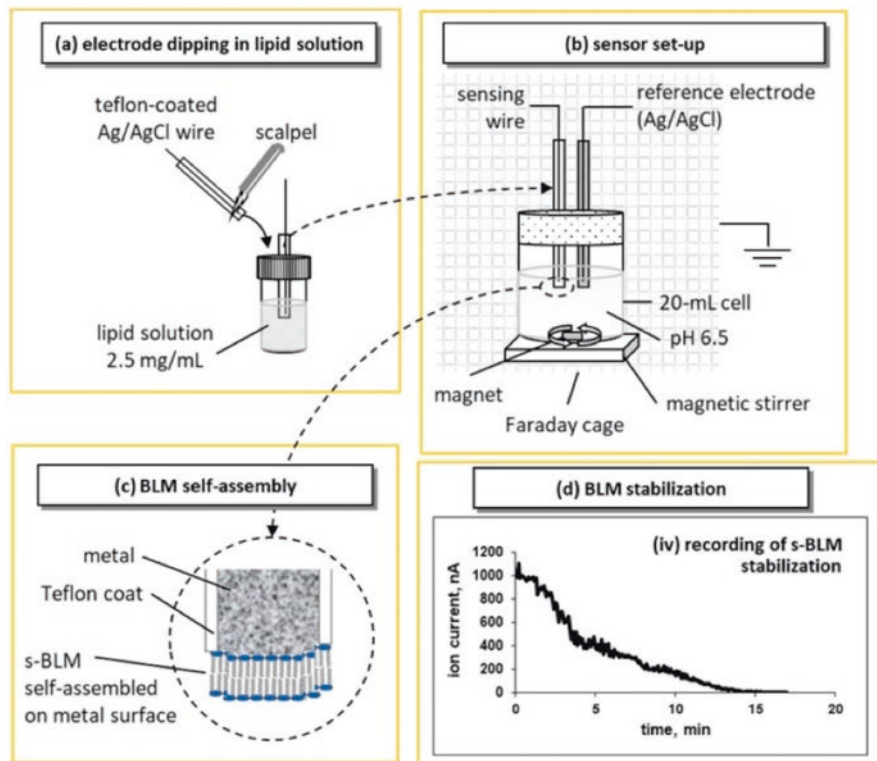 (a) electrode dipping in lipid solution
teflon-coated
Ag/AgCl wire
scalpel
lipid solution
2.5 mg/mL
(b) sensor set-up
sensing
wire
reference electrode
(Ag/AgCl)
20-mL cell
pH 6.5
magnet
magnetic stirrer
Faraday cage
(c) BLM self-assembly
metal
Teflon coat
s-BLM
self-assembled
on metal surface
(d) BLM stabilization
(iv) recording of s-BLM
stabilization
ion current, nA
1200
1000
800
600
400
200
0
0 5 10 15 20
time, min